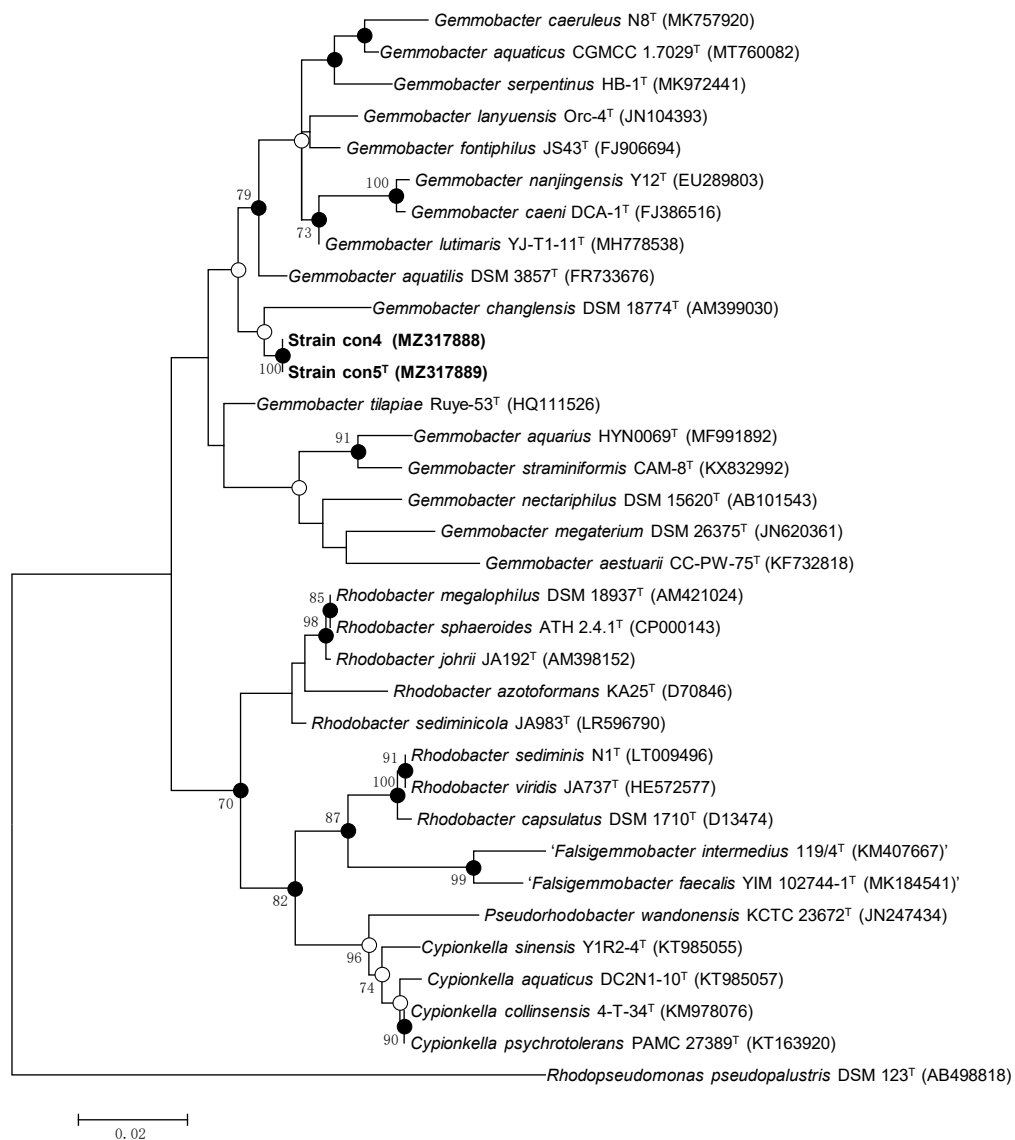 Gemmobacter caeruleus N8ᵀ (MK757920)
Gemmobacter aquaticus CGMCC 1.7029ᵀ (MT760082)
Gemmobacter serpentinus HB-1ᵀ (MK972441)
Gemmobacter lanyuensis Orc-4ᵀ (JN104393)
Gemmobacter fontiphilus JS43ᵀ (FJ906694)
100 Gemmobacter nanjingensis Y12ᵀ (EU289803)
79
Gemmobacter caeni DCA-1ᵀ (FJ386516)
73
Gemmobacter lutimaris YJ-T1-11ᵀ (MH778538)
Gemmobacter aquatilis DSM 3857ᵀ (FR733676)
Gemmobacter changlensis DSM 18774ᵀ (AM399030)
Strain con4 (MZ317888)
100 Strain con5ᵀ (MZ317889)
Gemmobacter tilapiae Ruye-53ᵀ (HQ111526)
91 Gemmobacter aquarius HYN0069ᵀ (MF991892)
Gemmobacter straminiformis CAM-8ᵀ (KX832992)
Gemmobacter nectariphilus DSM 15620ᵀ (AB101543)
Gemmobacter megaterium DSM 26375ᵀ (JN620361)
Gemmobacter aestuarii CC-PW-75ᵀ (KF732818)
85 Rhodobacter megalophilus DSM 18937ᵀ (AM421024)
98 Rhodobacter sphaeroides ATH 2.4.1ᵀ (CP000143)
Rhodobacter johrii JA192ᵀ (AM398152)
Rhodobacter azotoformans KA25ᵀ (D70846)
Rhodobacter sediminicola JA983ᵀ (LR596790)
91 Rhodobacter sediminis N1ᵀ (LT009496)
100 Rhodobacter viridis JA737ᵀ (HE572577)
70
87 Rhodobacter capsulatus DSM 1710ᵀ (D13474)
‘Falsigemmobacter intermedius 119/4ᵀ (KM407667)’
99 ‘Falsigemmobacter faecalis YIM 102744-1ᵀ (MK184541)’
82
Pseudorhodobacter wandonensis KCTC 23672ᵀ (JN247434)
96 Cypionkella sinensis Y1R2-4ᵀ (KT985055)
74 Cypionkella aquaticus DC2N1-10ᵀ (KT985057)
Cypionkella collinsensis 4-T-34ᵀ (KM978076)
90 Cypionkella psychrotolerans PAMC 27389ᵀ (KT163920)
Rhodopseudomonas pseudopalustris DSM 123ᵀ (AB498818)
0.02